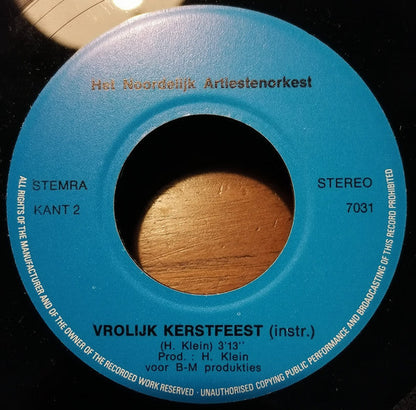 Het Noordelijk Artiestenorkest
STEMRA
KANT 2
STEREO
7031
VROLIJK KERSTFEEST (instr.)
(H. Klein) 3'13''
Prod. : H. Klein
voor B-M produkties
ALL RIGHTS OF THE MANUFACTURER AND OF THE OWNER OF THE RECORDED WORK RESERVED - UNAUTHORISED COPYING PUBLIC PERFORMANCE AND BROADCASTING OF THIS RECORD PROHIBITED